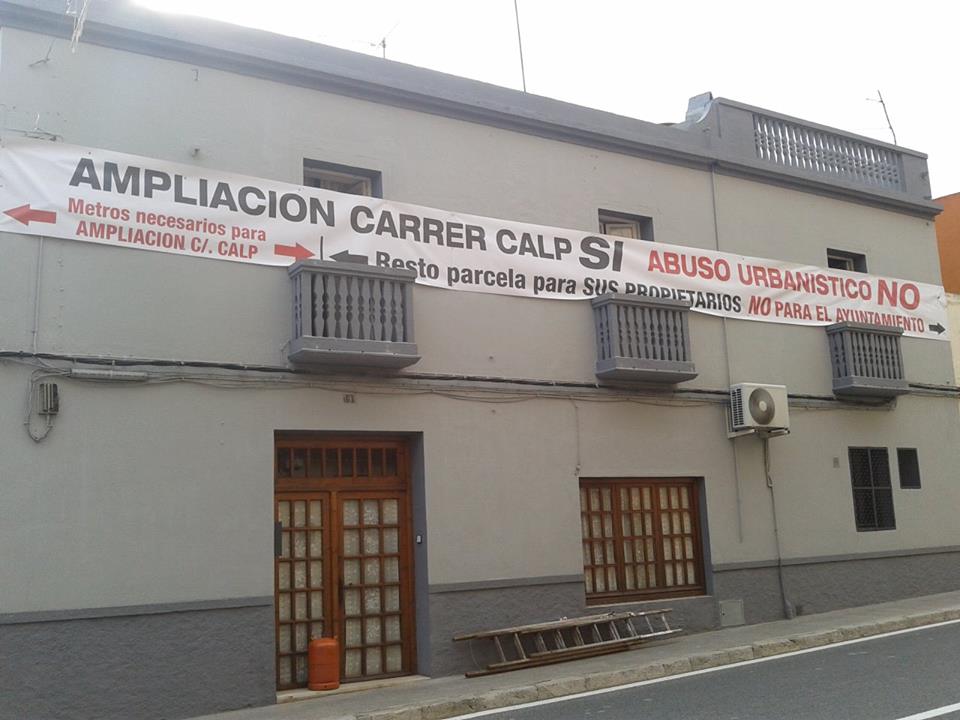 AMPLIACION CARRER CALP SI ABUSO URBANISTICO NO
Metros necesarios para
AMPLIACION C/. CALP
Resto parcela para SUS PROPIETARIOS NO PARA EL AYUNTAMIENTO